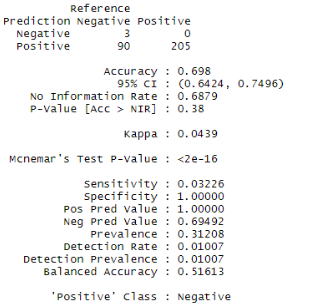 Reference
Prediction Negative Positive
Negative 3 0
Positive 90 205
Accuracy : 0.698
95% CI : (0.6424, 0.7496)
No Information Rate : 0.6879
P-Value [Acc > NIR] : 0.38
Kappa : 0.0439
Mcnemar's Test P-Value : <2e-16
Sensitivity : 0.03226
Specificity : 1.00000
Pos Pred Value : 1.00000
Neg Pred Value : 0.69492
Prevalence : 0.31208
Detection Rate : 0.01007
Detection Prevalence : 0.01007
Balanced Accuracy : 0.51613
'Positive' Class : Negative